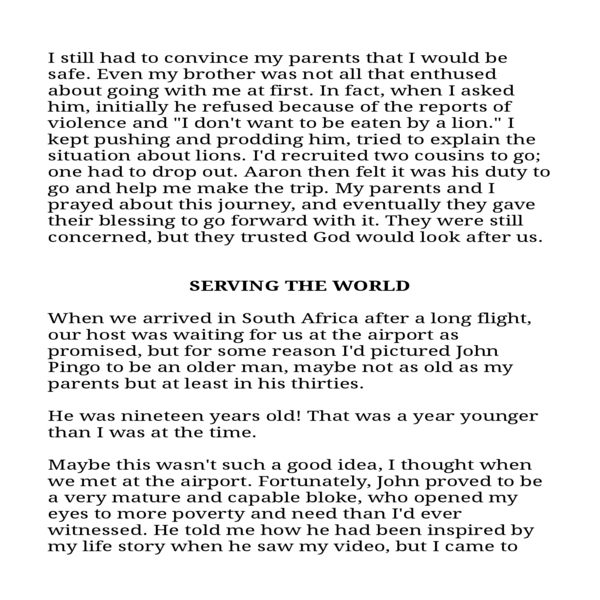 I still had to convince my parents that I would be
safe. Even my brother was not all that enthused
about going with me at first. In fact, when I asked
him, initially he refused because of the reports of
violence and "I don't want to be eaten by a lion." I
kept pushing and prodding him, tried to explain the
situation about lions. I'd recruited two cousins to go;
one had to drop out. Aaron then felt it was his duty to
go and help me make the trip. My parents and I
prayed about this journey, and eventually they gave
their blessing to go forward with it. They were still
concerned, but they trusted God would look after us.
SERVING THE WORLD
When we arrived in South Africa after a long flight,
our host was waiting for us at the airport as
promised, but for some reason I'd pictured John
Pingo to be an older man, maybe not as old as my
parents but at least in his thirties.
He was nineteen years old! That was a year younger
than I was at the time.
Maybe this wasn't such a good idea, I thought when
we met at the airport. Fortunately, John proved to be
a very mature and capable bloke, who opened my
eyes to more poverty and need than I'd ever
witnessed. He told me how he had been inspired by
my life story when he saw my video, but I came to